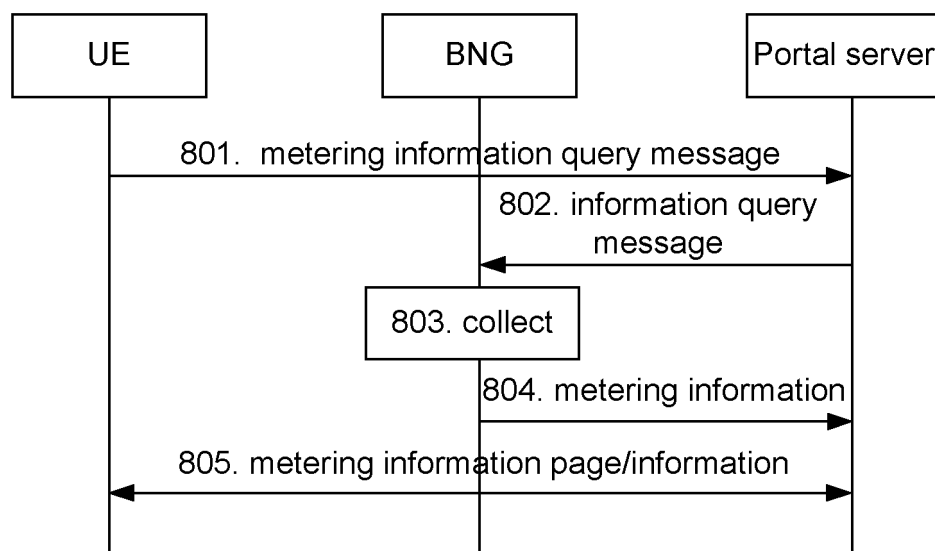 UE
BNG
Portal server
801. metering information query message
802. information query
message
803. collect
804. metering information
805. metering information page/information